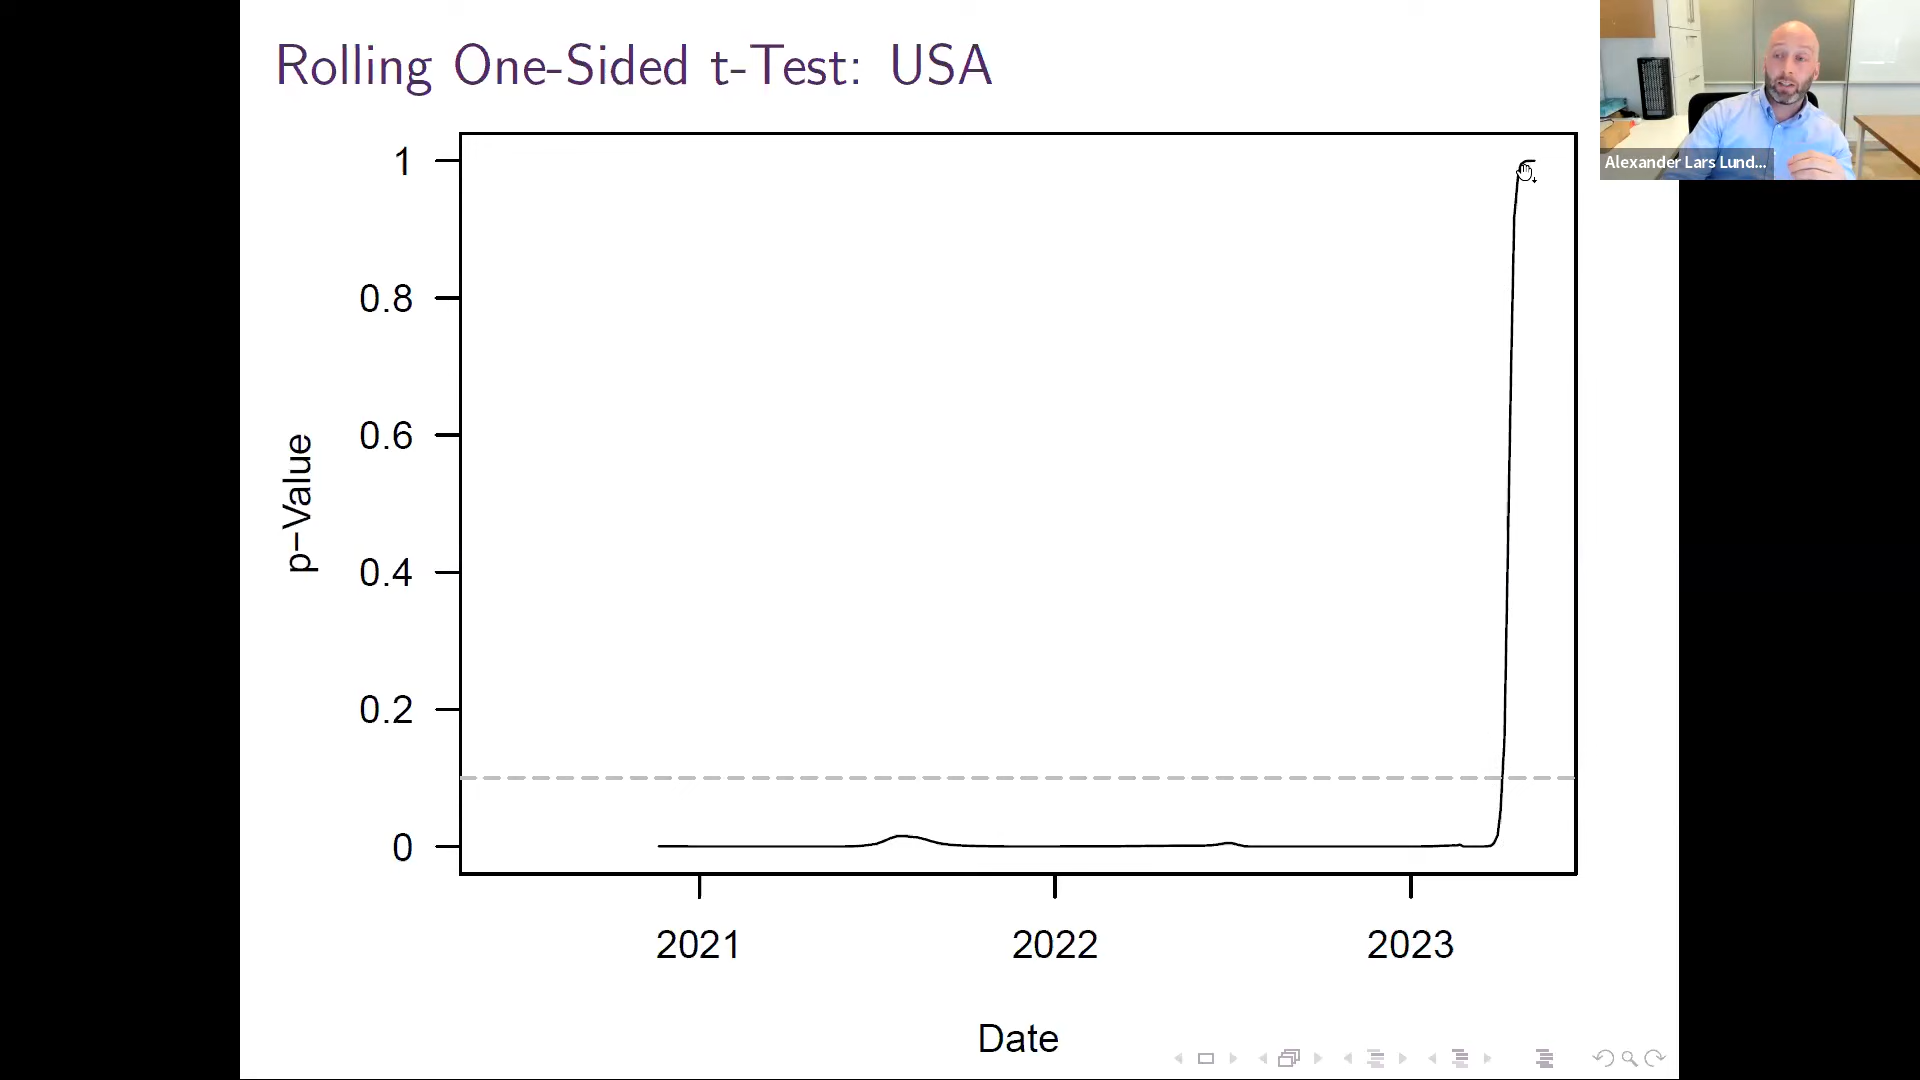 Rolling One-Sided t-Test: USA
Alexander Lars Lund...
1
0.8
0.6
0.4
0.2
0
p−Value
2021
2022
2023
Date